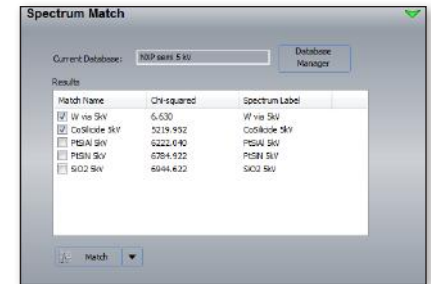 Spectrum Match
Current Database: NXP semi 5 kV
Database Manager
Results
Match Name Chi-squared Spectrum Label
W via 5kV 6.630 W via 5kV
CoSilicide 5kV 5219.952 CoSilicide 5kV
PtSiAl 5kV 6222.040 PtSiAl 5kV
PtSiN 5kV 6784.922 PtSiN 5kV
SiO2 5kV 6944.622 SiO2 5kV
Match